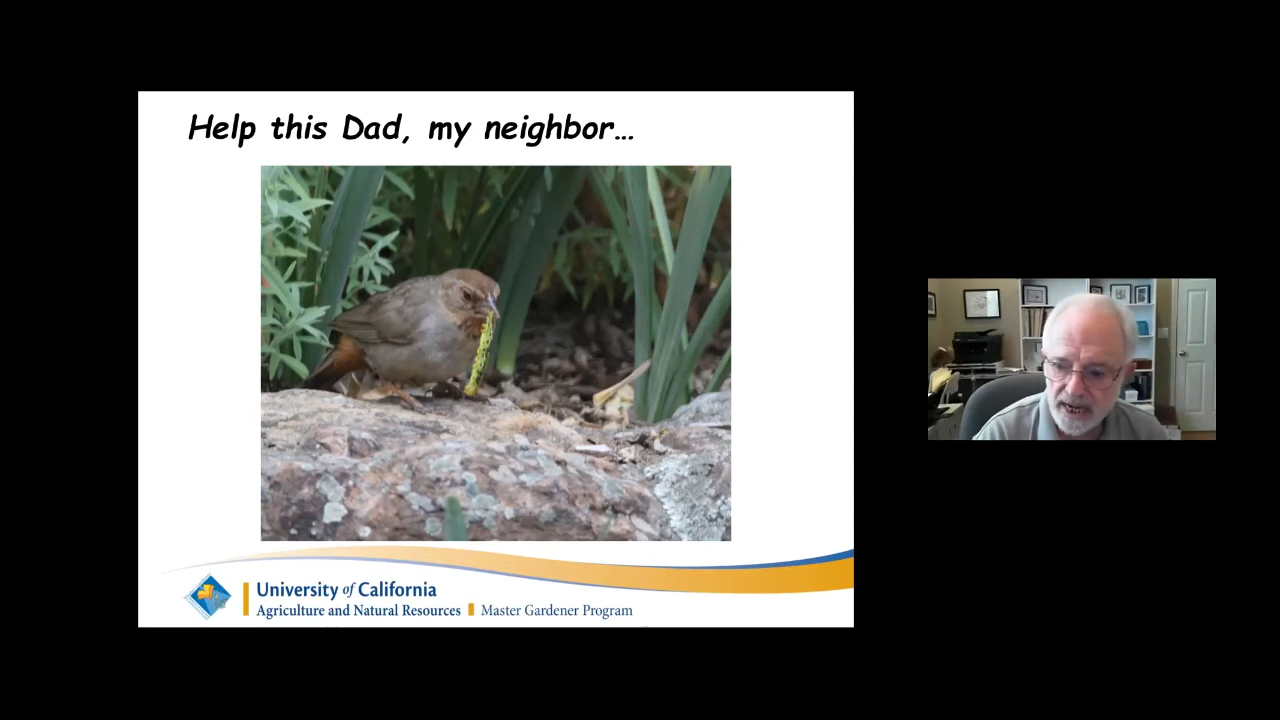 Help this Dad, my neighbor…
University of California
Agriculture and Natural Resources Master Gardener Program